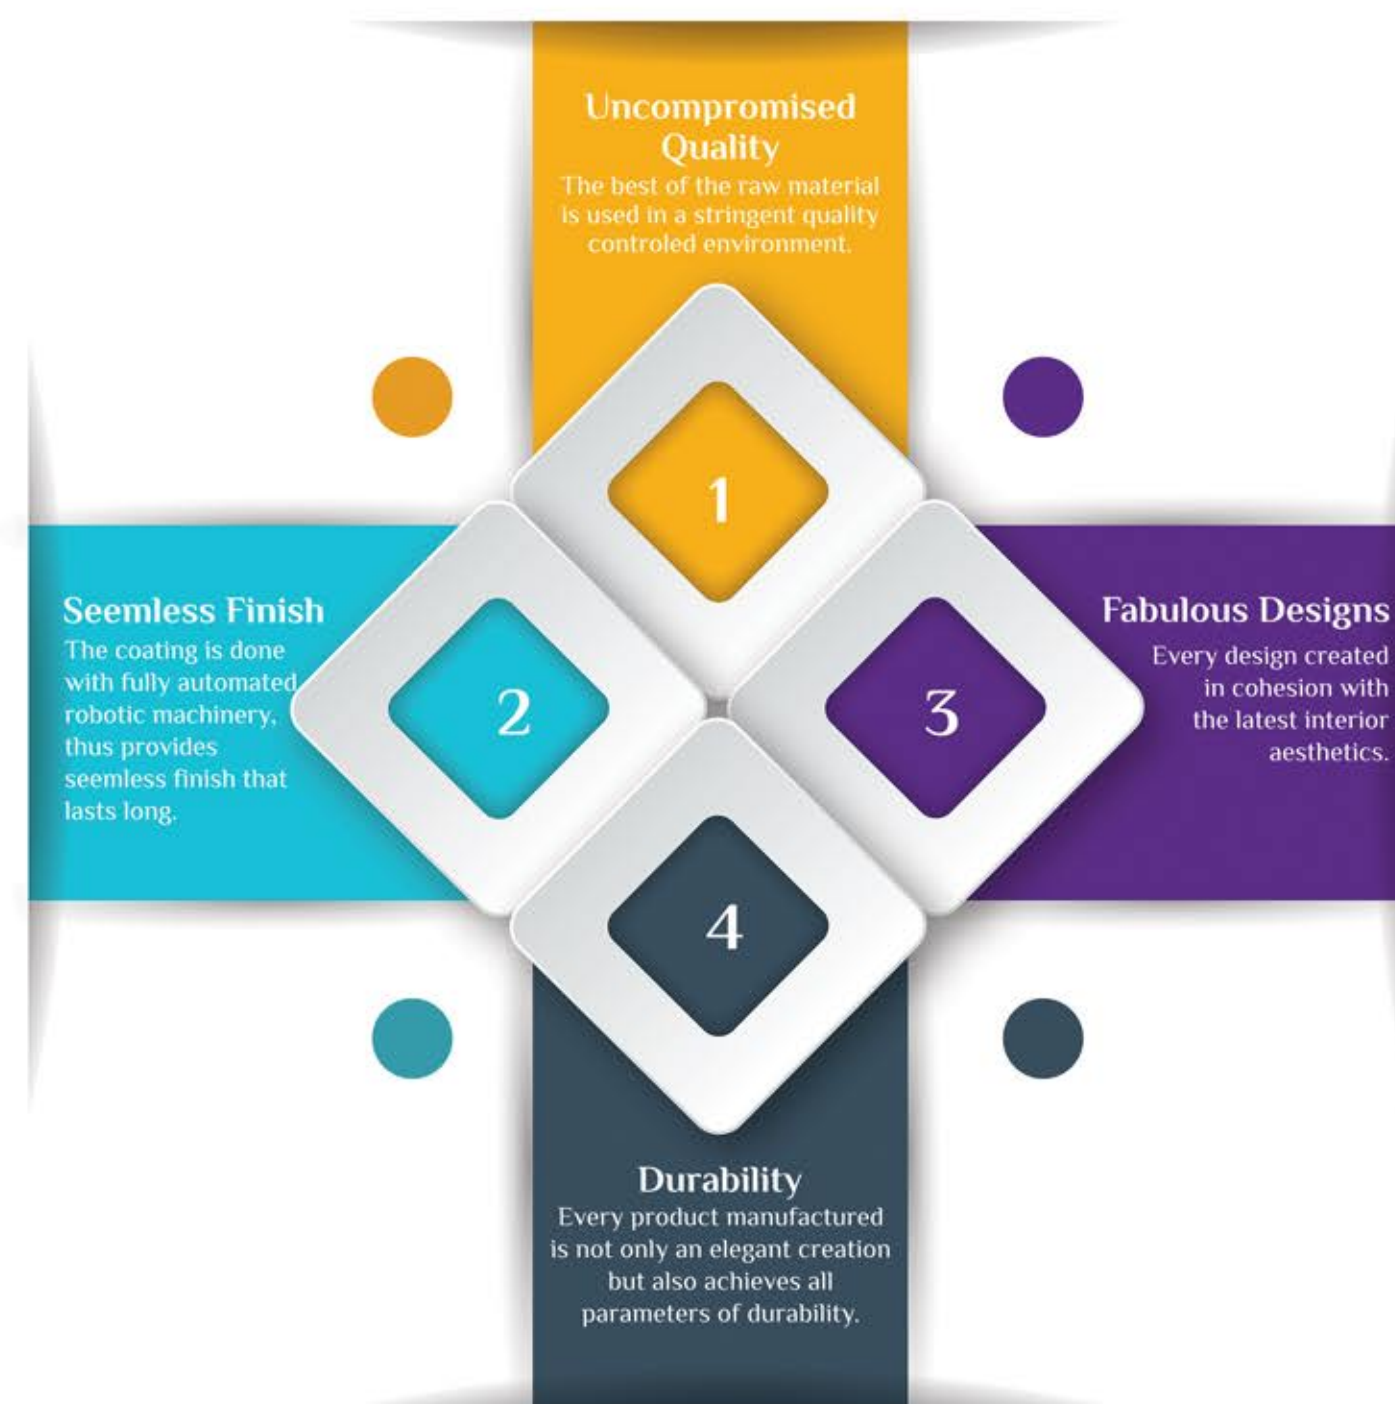 Uncompromised
Quality
The best of the raw material
is used in a stringent quality
controled environment.
1
Seemless Finish
The coating is done
with fully automated
robotic machinery,
thus provides
seemless finish that
lasts long.
2
3
Fabulous Designs
Every design created
in cohesion with
the latest interior
aesthetics.
4
Durability
Every product manufactured
is not only an elegant creation
but also achieves all
parameters of durability.